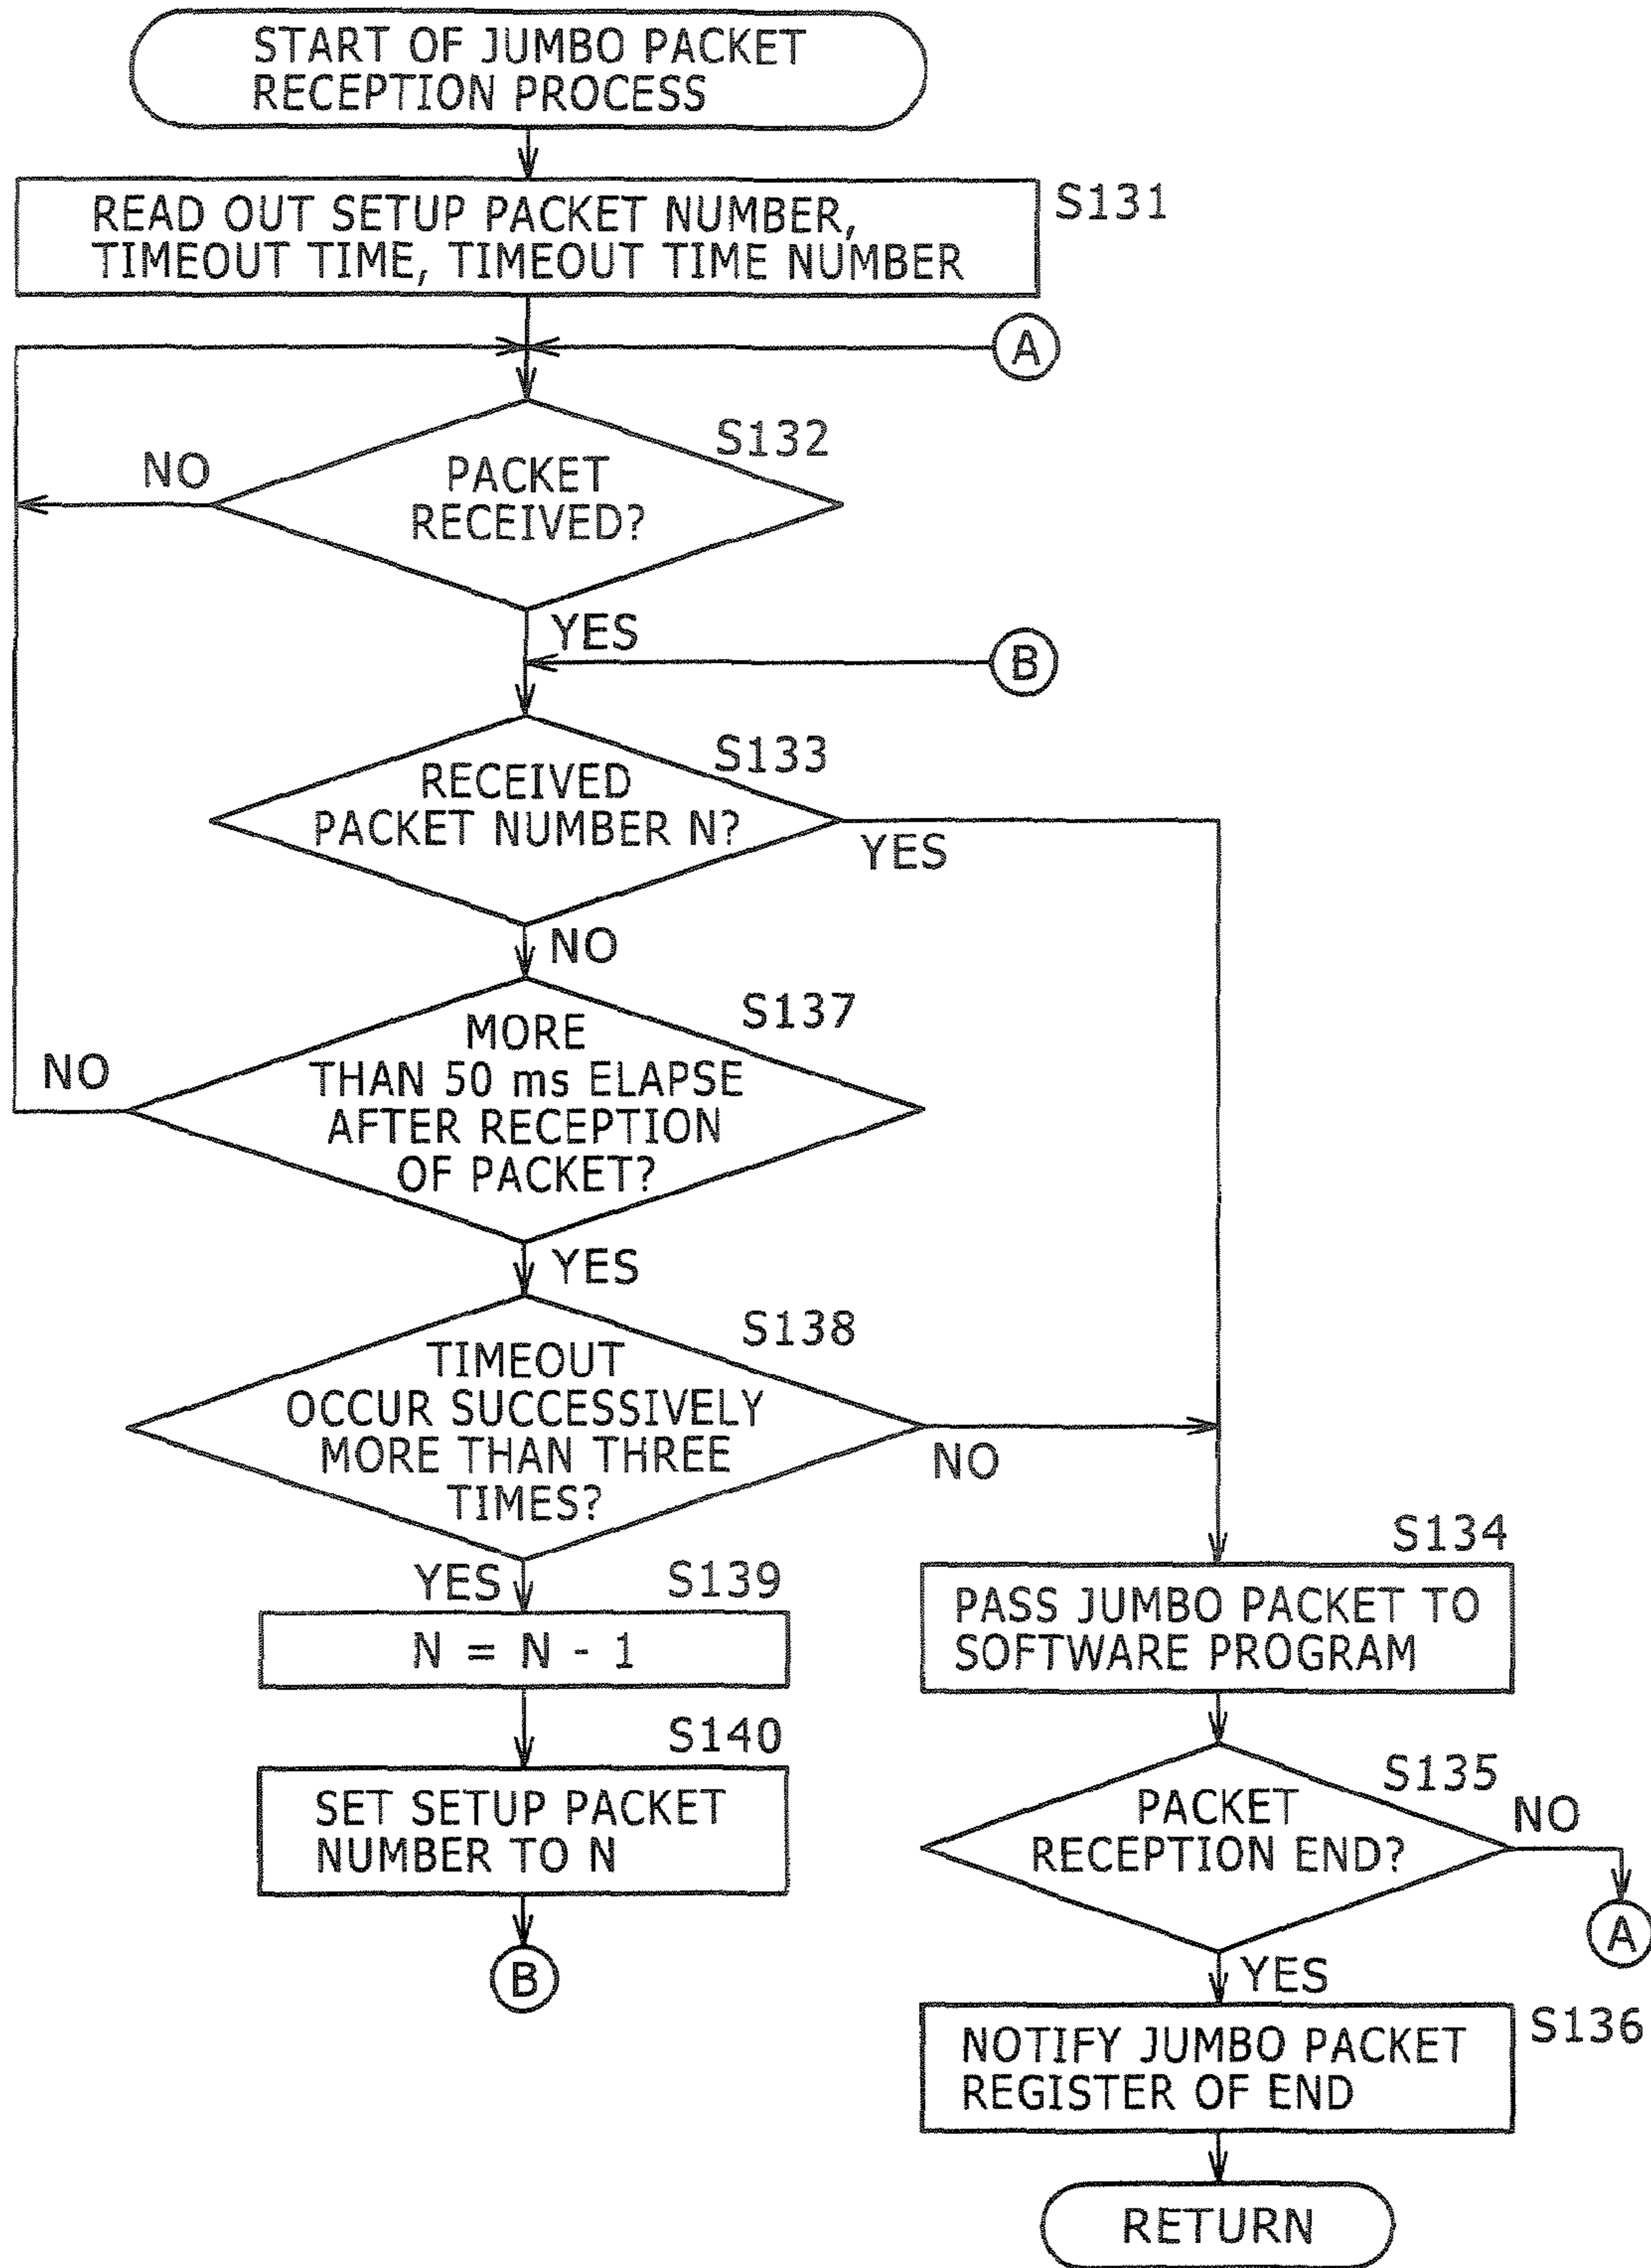 START OF JUMBO PACKET
RECEPTION PROCESS
S131
READ OUT SETUP PACKET NUMBER,
TIMEOUT TIME, TIMEOUT TIME NUMBER
A
S132
NO
PACKET
RECEIVED?
YES
B
S133
RECEIVED
PACKET NUMBER N?
YES
NO
S137
MORE
THAN 50 ms ELAPSE
AFTER RECEPTION
OF PACKET?
NO
YES
S138
TIMEOUT
OCCUR SUCCESSIVELY
MORE THAN THREE
TIMES?
NO
YES
S139
N = N - 1
S140
SET SETUP PACKET
NUMBER TO N
B
S134
PASS JUMBO PACKET TO
SOFTWARE PROGRAM
S135
PACKET
RECEPTION END?
NO
A
YES
S136
NOTIFY JUMBO PACKET
REGISTER OF END
RETURN